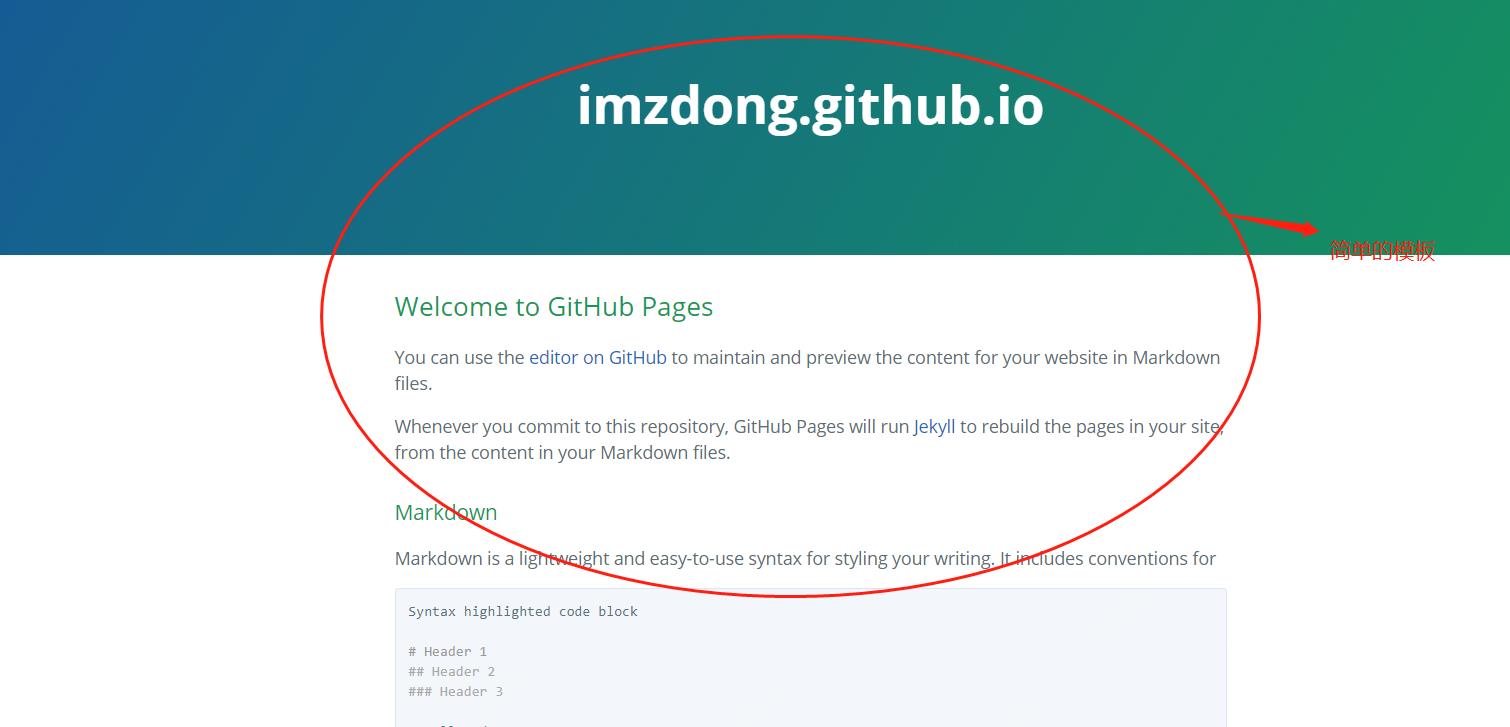 imzdong.github.io
简单的模板
Welcome to GitHub Pages
You can use the editor on GitHub to maintain and preview the content for your website in Markdown
files.
Whenever you commit to this repository, GitHub Pages will run Jekyll to rebuild the pages in your site,
from the content in your Markdown files.
Markdown
Markdown is a lightweight and easy-to-use syntax for styling your writing. It includes conventions for
Syntax highlighted code block
# Header 1
## Header 2
### Header 3